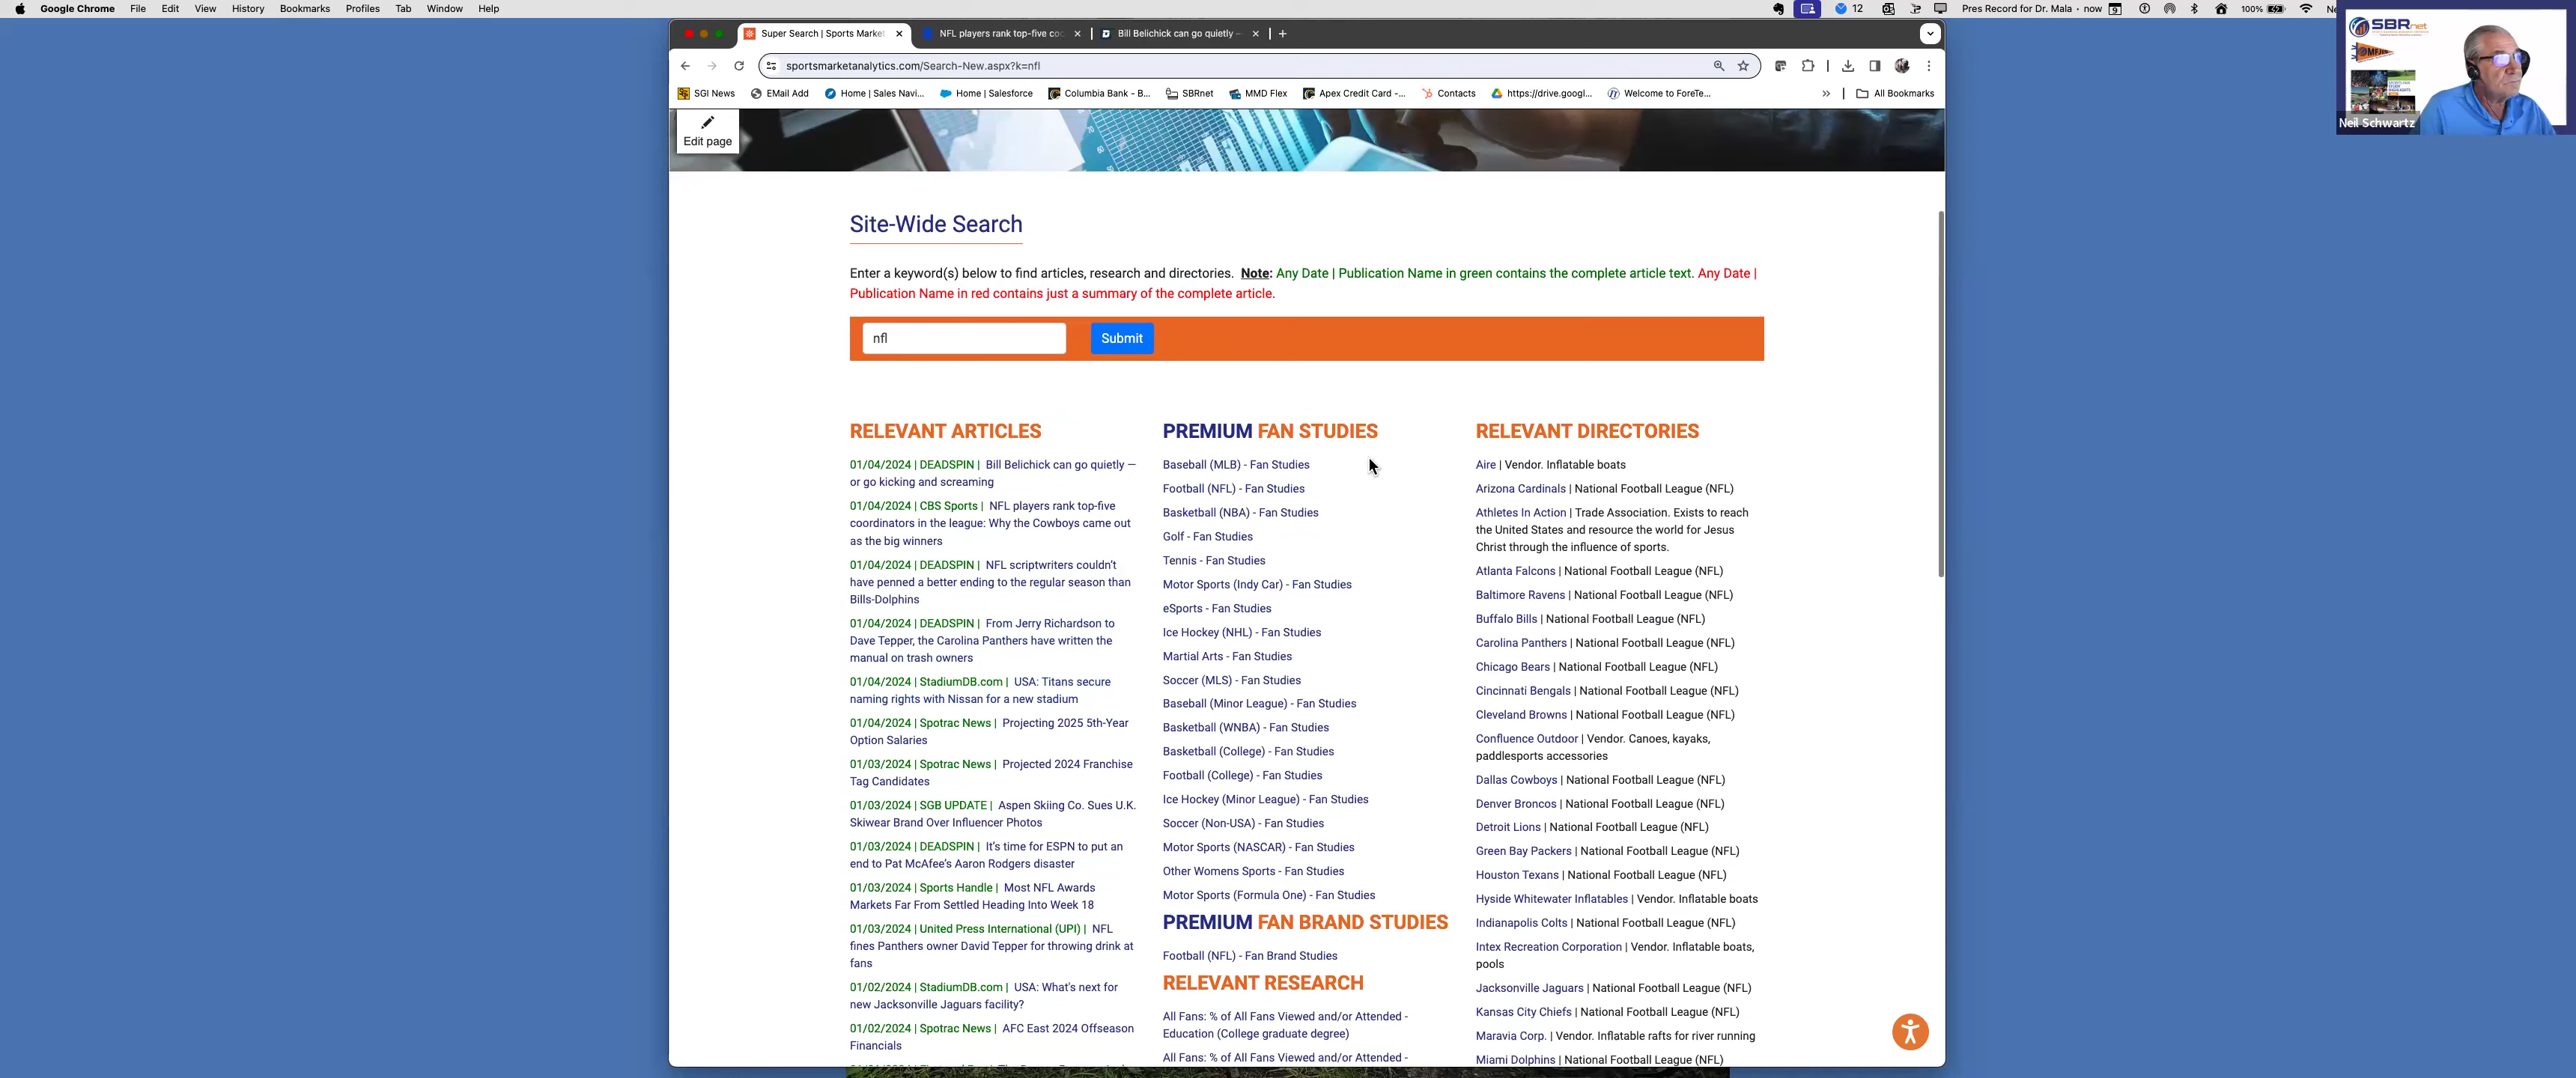 Google Chrome File Edit View History Bookmarks Profiles Tab Window Help
12 Pres Record for Dr. Mala • now 9 100%
Super Search | Sports Market
NFL players rank top-five co
Bill Belichick can go quietly –
sportsmarketanalytics.com/Search-New.aspx?k=nfl
SGI News EMail Add Home | Sales Navi... Home | Salesforce Columbia Bank - B... SBRnet MMD Flex Apex Credit Card -... Contacts https://drive.googl... Welcome to ForeTe... All Bookmarks
SBRnet
Neil Schwartz
Edit page
Site-Wide Search
Enter a keyword(s) below to find articles, research and directories. Note: Any Date | Publication Name in green contains the complete article text. Any Date |
Publication Name in red contains just a summary of the complete article.
nfl
Submit
RELEVANT ARTICLES
01/04/2024 | DEADSPIN | Bill Belichick can go quietly —
or go kicking and screaming
01/04/2024 | CBS Sports | NFL players rank top-five
coordinators in the league: Why the Cowboys came out
as the big winners
01/04/2024 | DEADSPIN | NFL scriptwriters couldn't
have penned a better ending to the regular season than
Bills-Dolphins
01/04/2024 | DEADSPIN | From Jerry Richardson to
Dave Tepper, the Carolina Panthers have written the
manual on trash owners
01/04/2024 | StadiumDB.com | USA: Titans secure
naming rights with Nissan for a new stadium
01/04/2024 | Spotrac News | Projecting 2025 5th-Year
Option Salaries
01/03/2024 | Spotrac News | Projected 2024 Franchise
Tag Candidates
01/03/2024 | SGB UPDATE | Aspen Skiing Co. Sues U.K.
Skiwear Brand Over Influencer Photos
01/03/2024 | DEADSPIN | It's time for ESPN to put an
end to Pat McAfee's Aaron Rodgers disaster
01/03/2024 | Sports Handle | Most NFL Awards
Markets Far From Settled Heading Into Week 18
01/03/2024 | United Press International (UPI) | NFL
fines Panthers owner David Tepper for throwing drink at
fans
01/02/2024 | StadiumDB.com | USA: What's next for
new Jacksonville Jaguars facility?
01/02/2024 | Spotrac News | AFC East 2024 Offseason
Financials
PREMIUM FAN STUDIES
Baseball (MLB) - Fan Studies
Football (NFL) - Fan Studies
Basketball (NBA) - Fan Studies
Golf - Fan Studies
Tennis - Fan Studies
Motor Sports (Indy Car) - Fan Studies
eSports - Fan Studies
Ice Hockey (NHL) - Fan Studies
Martial Arts - Fan Studies
Soccer (MLS) - Fan Studies
Baseball (Minor League) - Fan Studies
Basketball (WNBA) - Fan Studies
Basketball (College) - Fan Studies
Football (College) - Fan Studies
Ice Hockey (Minor League) - Fan Studies
Soccer (Non-USA) - Fan Studies
Motor Sports (NASCAR) - Fan Studies
Other Womens Sports - Fan Studies
Motor Sports (Formula One) - Fan Studies
PREMIUM FAN BRAND STUDIES
Football (NFL) - Fan Brand Studies
RELEVANT RESEARCH
All Fans: % of All Fans Viewed and/or Attended -
Education (College graduate degree)
All Fans: % of All Fans Viewed and/or Attended -
RELEVANT DIRECTORIES
Aire | Vendor. Inflatable boats
Arizona Cardinals | National Football League (NFL)
Athletes In Action | Trade Association. Exists to reach
the United States and resource the world for Jesus
Christ through the influence of sports.
Atlanta Falcons | National Football League (NFL)
Baltimore Ravens | National Football League (NFL)
Buffalo Bills | National Football League (NFL)
Carolina Panthers | National Football League (NFL)
Chicago Bears | National Football League (NFL)
Cincinnati Bengals | National Football League (NFL)
Cleveland Browns | National Football League (NFL)
Confluence Outdoor | Vendor. Canoes, kayaks,
paddlesports accessories
Dallas Cowboys | National Football League (NFL)
Denver Broncos | National Football League (NFL)
Detroit Lions | National Football League (NFL)
Green Bay Packers | National Football League (NFL)
Houston Texans | National Football League (NFL)
Hyside Whitewater Inflatables | Vendor. Inflatable boats
Indianapolis Colts | National Football League (NFL)
Intex Recreation Corporation | Vendor. Inflatable boats,
pools
Jacksonville Jaguars | National Football League (NFL)
Kansas City Chiefs | National Football League (NFL)
Maravia Corp. | Vendor. Inflatable rafts for river running
Miami Dolphins | National Football League (NFL)